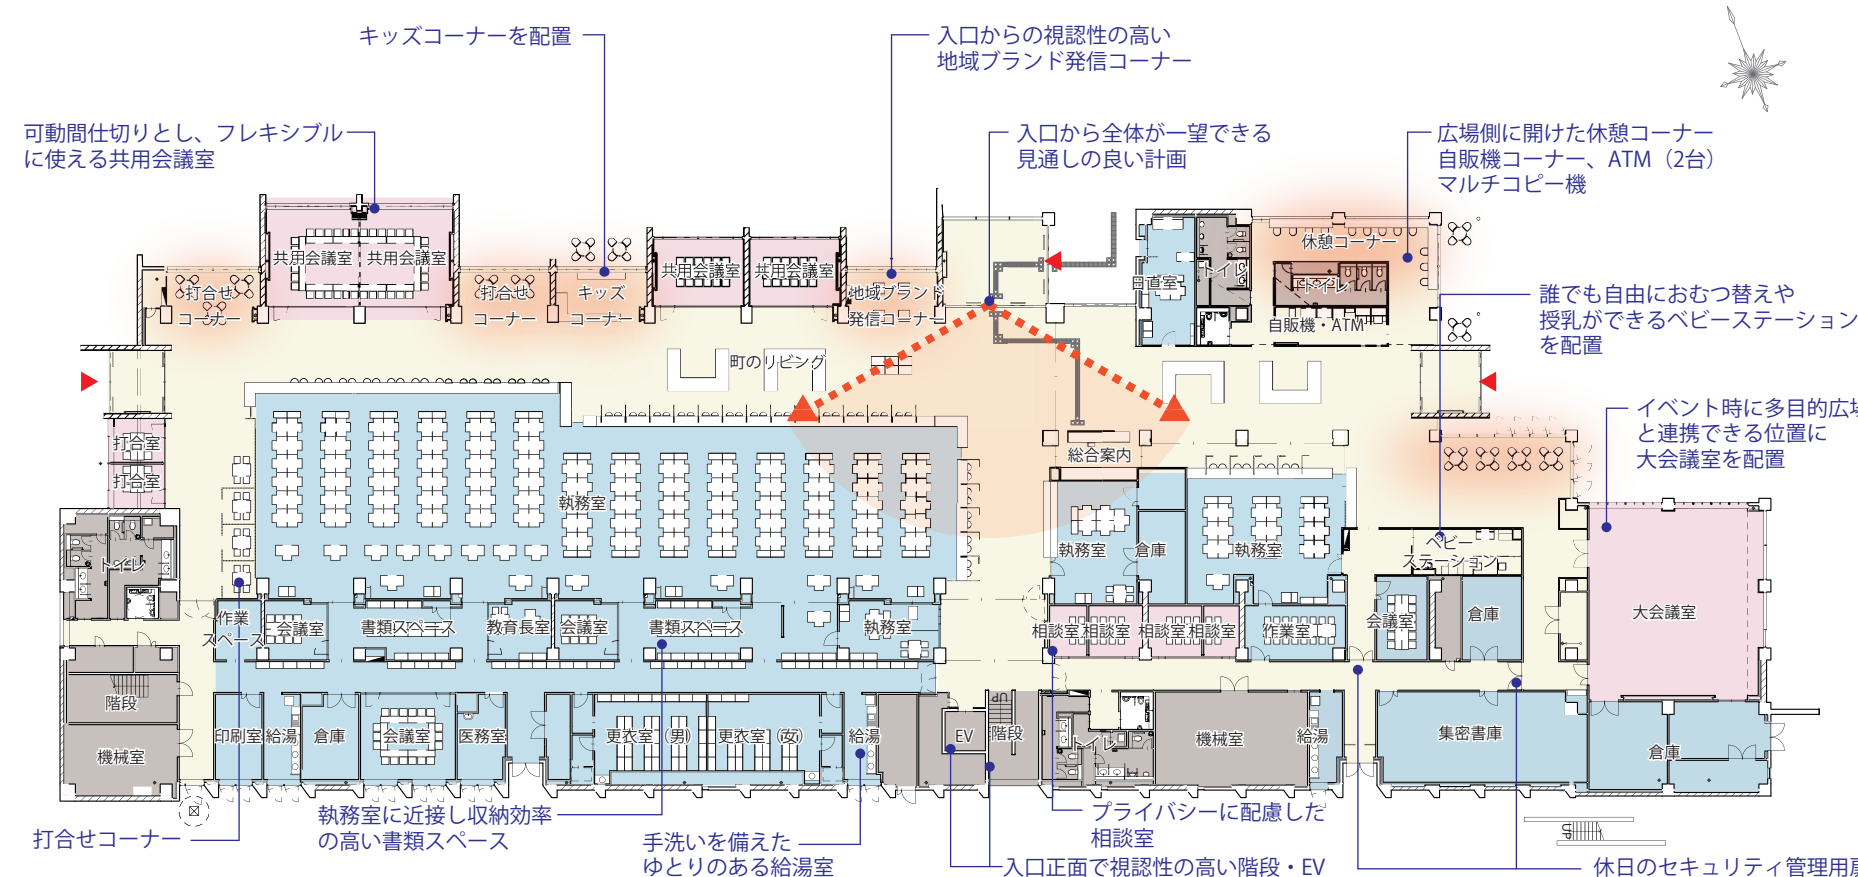 キッズコーナーを配置
入口からの視認性の高い
地域ブランド発信コーナー
可動間仕切りとし、フレキシブル
に使える共用会議室
入口から全体が一望できる
見通しの良い計画
広場側に開けた休憩コーナー
自販機コーナー、ATM（2台）
マルチコピー機
共用会議室
共用会議室
打合せ
コーナー
打合せ
コーナー
キッズ
コーナー
共用会議室
共用会議室
地域ブランド
発信コーナー
日直室
トイレ
休憩コーナー
トイレ
自販機・ATM
誰でも自由におむつ替えや
授乳ができるベビーステーション
を配置
町のリビング
イベント時に多目的広場
と連携できる位置に
大会議室を配置
打合室
打合室
総合案内
執務室
執務室
倉庫
執務室
ベビー
ステーション
トイレ
作業
スペース
会議室
書類スペース
教育長室
会議室
書類スペース
執務室
相談室
相談室
相談室
相談室
作業室
会議室
倉庫
大会議室
階段
機械室
印刷室
給湯
倉庫
会議室
医務室
更衣室（男）
更衣室（女）
給湯
EV
UP
階段
トイレ
機械室
給湯
集密書庫
倉庫
UP
打合せコーナー
執務室に近接し収納効率
の高い書類スペース
手洗いを備えた
ゆとりのある給湯室
プライバシーに配慮した
相談室
入口正面で視認性の高い階段・EV
休日のセキュリティ管理用扉